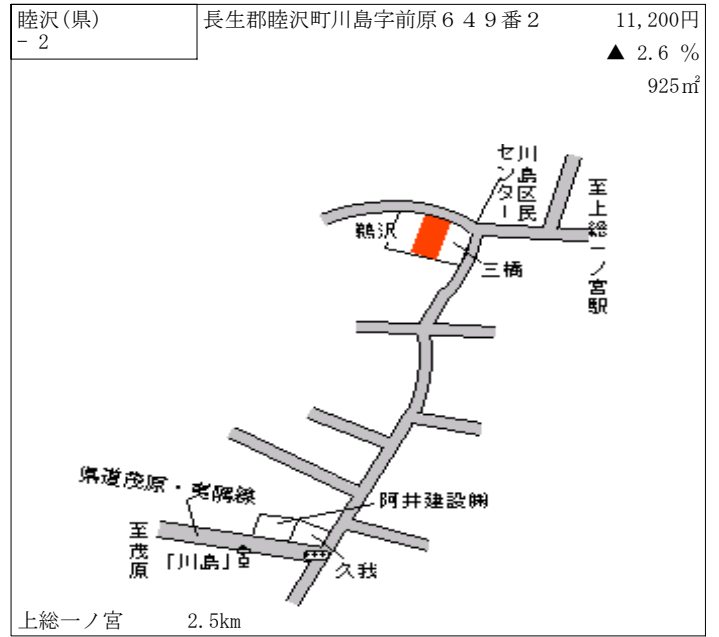 睦沢(県)
- 2
長生郡睦沢町川島字前原６４９番２
11,200円
▲ 2.6 %
925㎡
川島区民
センター
至上総一ノ宮駅
鵜沢
三橋
県道茂原・夷隅線
阿井建設㈱
至茂原
「川島」
久我
上総一ノ宮
2.5km